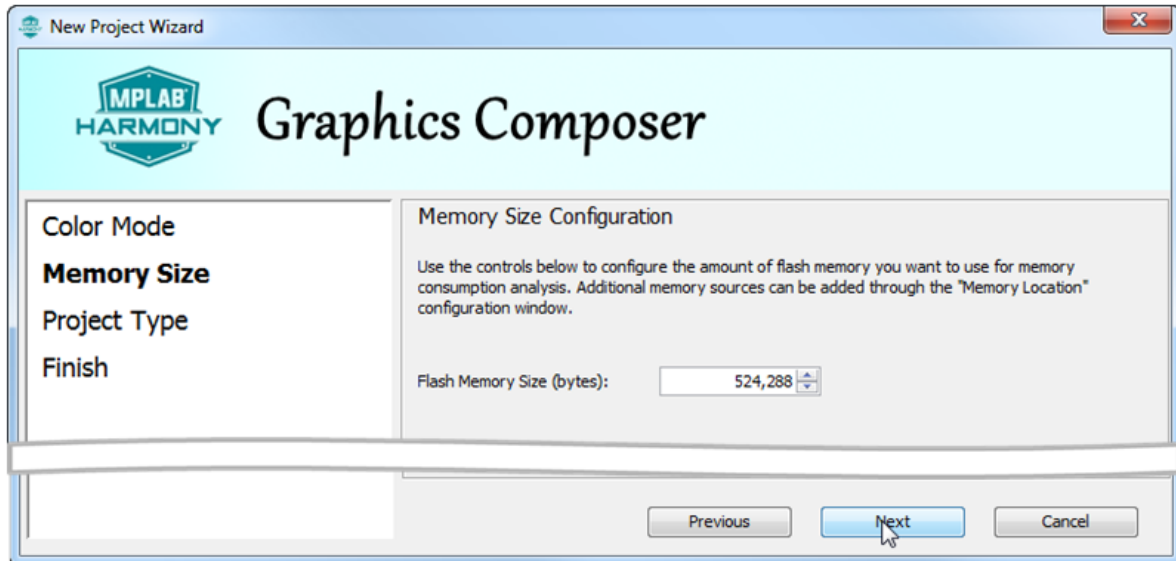 New Project Wizard
MPLAB
HARMONY
Graphics Composer
Color Mode
Memory Size
Project Type
Finish
Memory Size Configuration
Use the controls below to configure the amount of flash memory you want to use for memory
consumption analysis. Additional memory sources can be added through the "Memory Location"
configuration window.
Flash Memory Size (bytes): 524,288
Previous Next Cancel